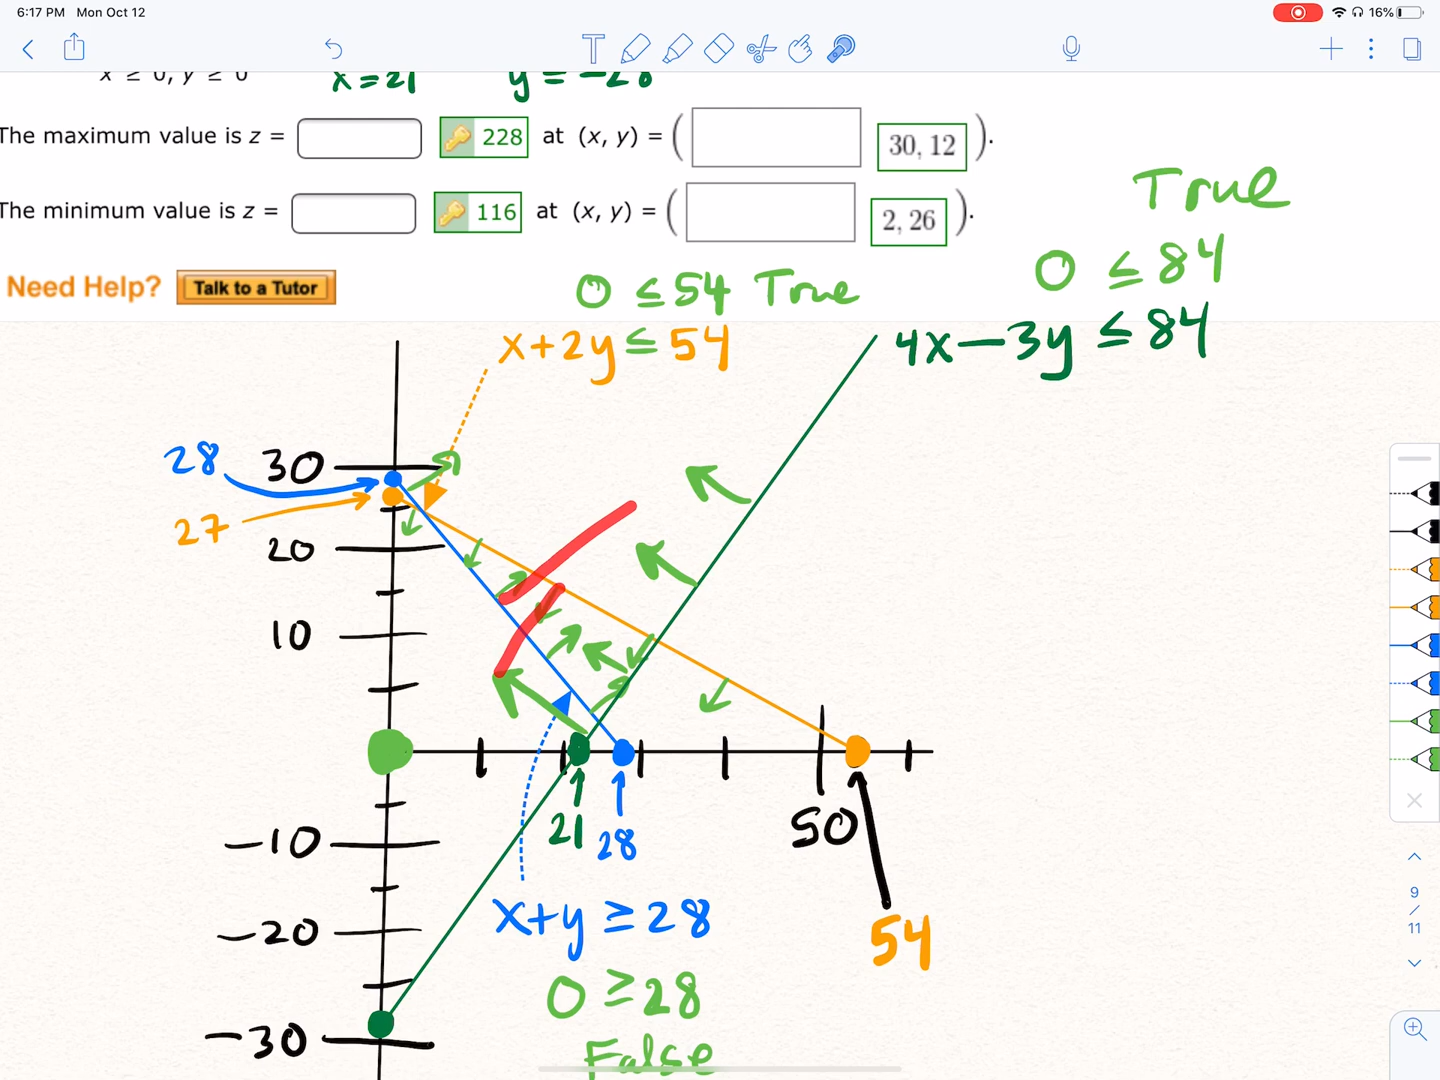 6:17 PM Mon Oct 12
16%
x ≥ 0, y ≥ 0 x = 21 y = -28
The maximum value is z = 228 at (x, y) = ( 30, 12 ).
The minimum value is z = 116 at (x, y) = ( 2, 26 ).
Need Help? Talk to a Tutor
True
0 ≤ 84
0 ≤ 54 True
x+2y ≤ 54
4x-3y ≤ 84
28
30
27
20
10
21
28
50
-10
x+y ≥ 28
54
-20
0 ≥ 28
-30
False
9
/
11